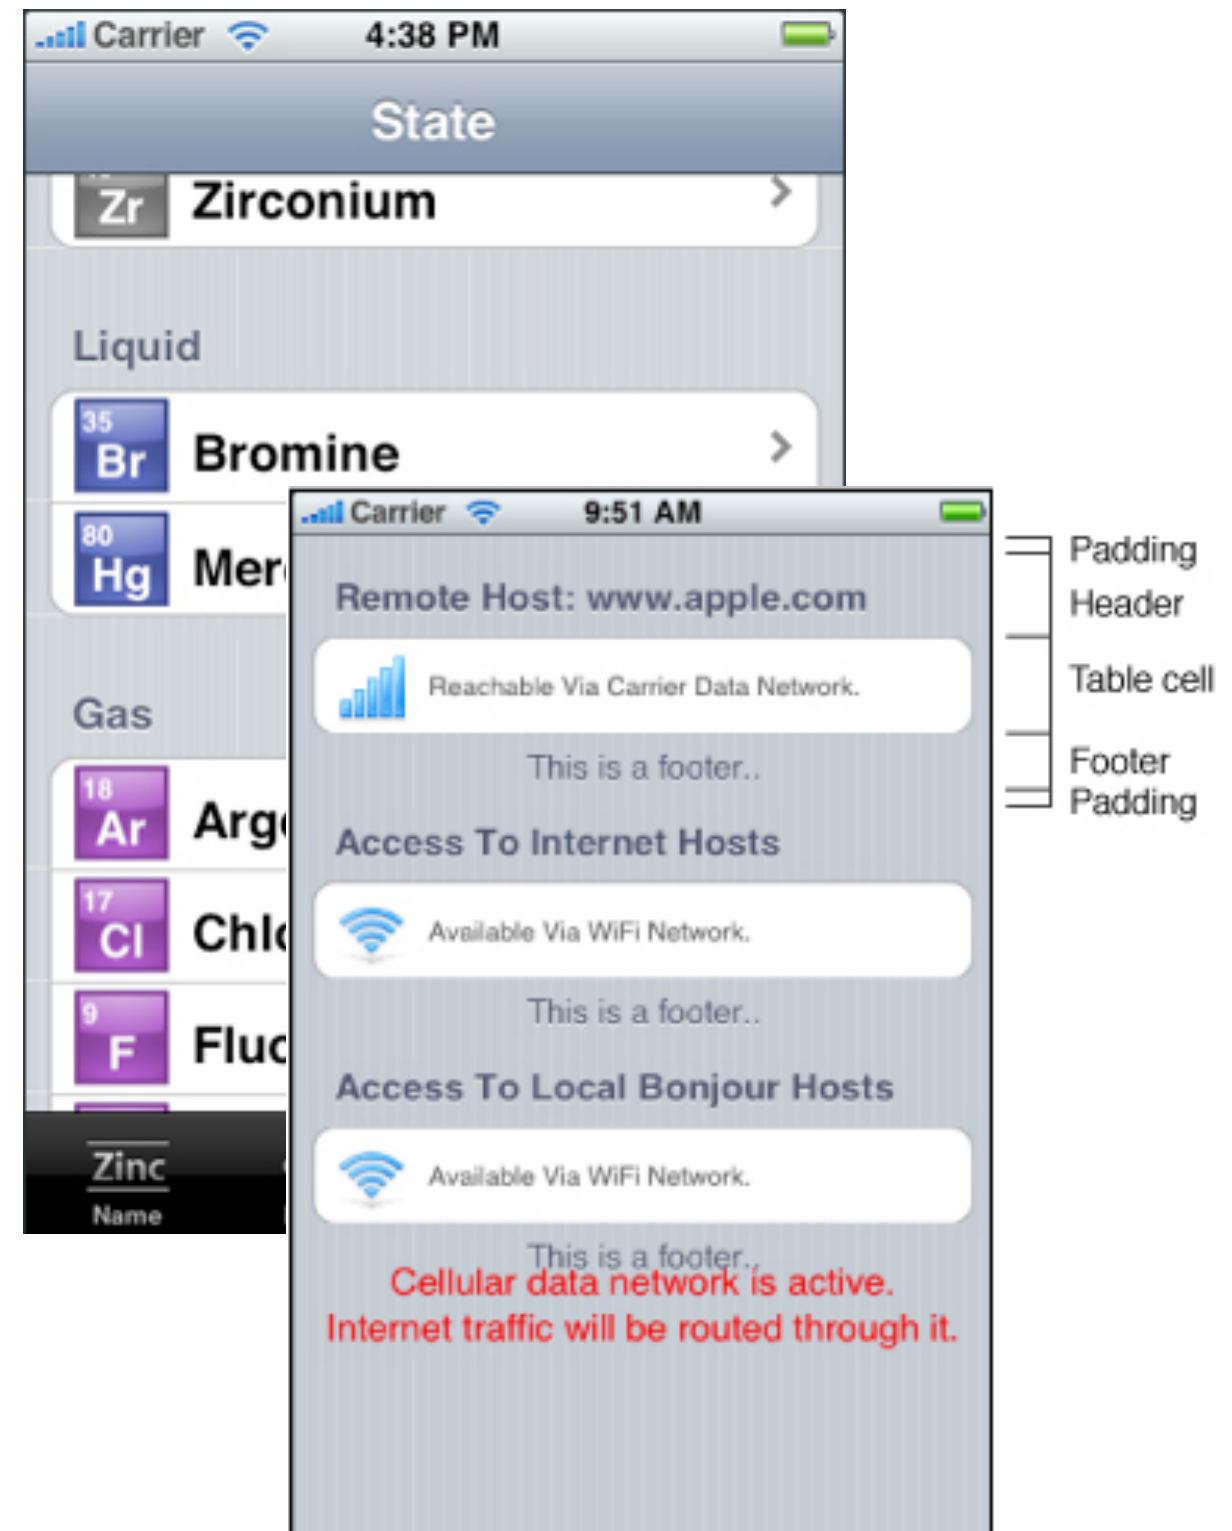 Carrier 4:38 PM
State
Zr Zirconium
Liquid
35
Br Bromine
80
Hg
Gas
18
Ar
17
Cl
9
F
Zinc
Name
Carrier 9:51 AM
Remote Host: www.apple.com
Reachable Via Carrier Data Network.
This is a footer..
Access To Internet Hosts
Available Via WiFi Network.
This is a footer..
Access To Local Bonjour Hosts
Available Via WiFi Network.
This is a footer..
Cellular data network is active.
Internet traffic will be routed through it.
Padding
Header
Table cell
Footer
Padding